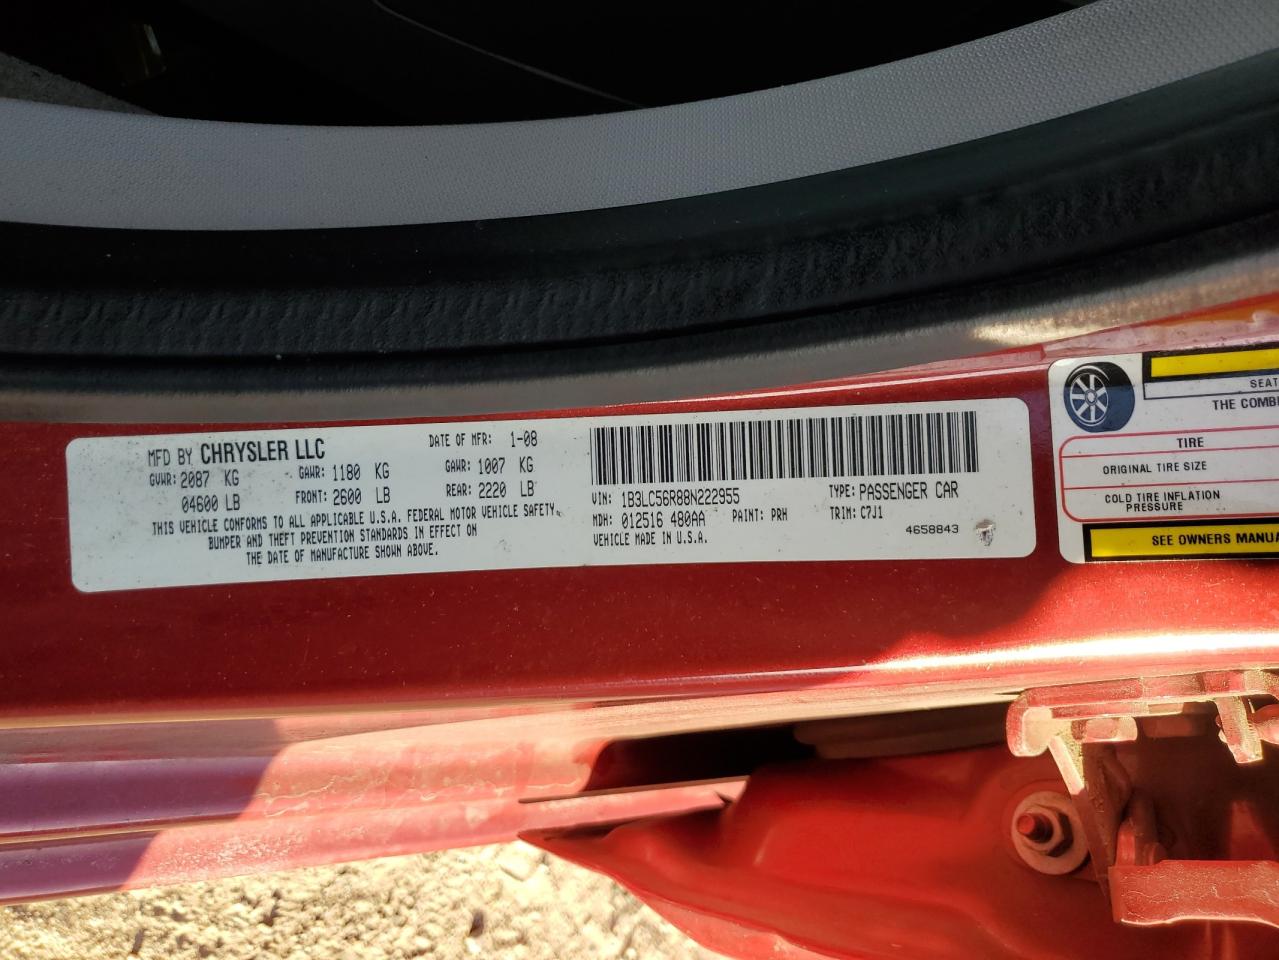 MFD BY CHRYSLER LLC DATE OF MFR: 1-08
GVWR: 2087 KG GAWR: 1180 KG GAWR: 1007 KG
04600 LB FRONT: 2600 LB REAR: 2220 LB
THIS VEHICLE CONFORMS TO ALL APPLICABLE U.S.A. FEDERAL MOTOR VEHICLE SAFETY,
BUMPER AND THEFT PREVENTION STANDARDS IN EFFECT ON
THE DATE OF MANUFACTURE SHOWN ABOVE.
VIN: 1B3LC56R88N222955 TYPE: PASSENGER CAR
MDH: 012516 480AA PAINT: PRH TRIM: C7J1
VEHICLE MADE IN U.S.A. 4658843
SEAT
THE COMB
TIRE
ORIGINAL TIRE SIZE
COLD TIRE INFLATION
PRESSURE
SEE OWNERS MANUA